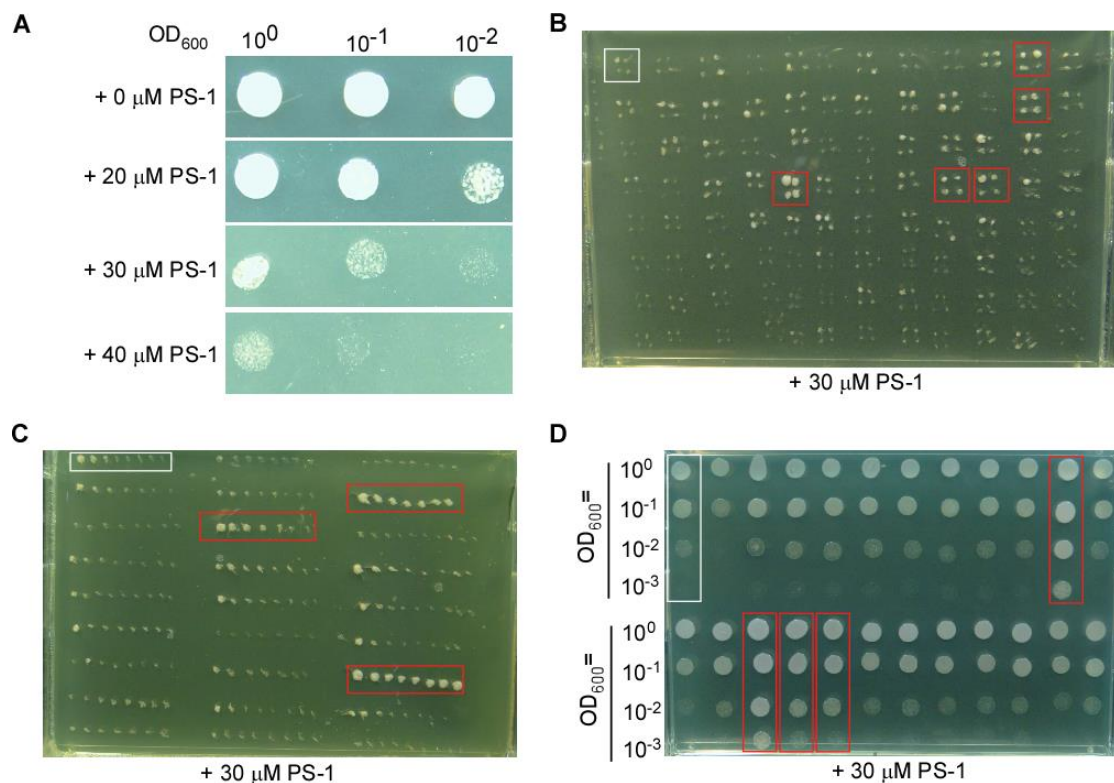 A
OD600 10^0 10^-1 10^-2
+ 0 μM PS-1
+ 20 μM PS-1
+ 30 μM PS-1
+ 40 μM PS-1
B
+ 30 μM PS-1
C
+ 30 μM PS-1
D
OD600=
10^0
10^-1
10^-2
10^-3
OD600=
10^0
10^-1
10^-2
10^-3
+ 30 μM PS-1